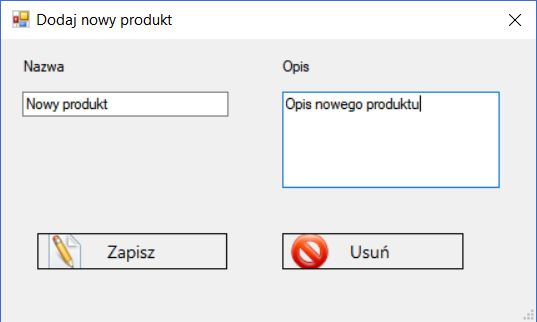 Dodaj nowy produkt
Nazwa
Opis
Nowy produkt
Opis nowego produktu
Zapisz
Usuń